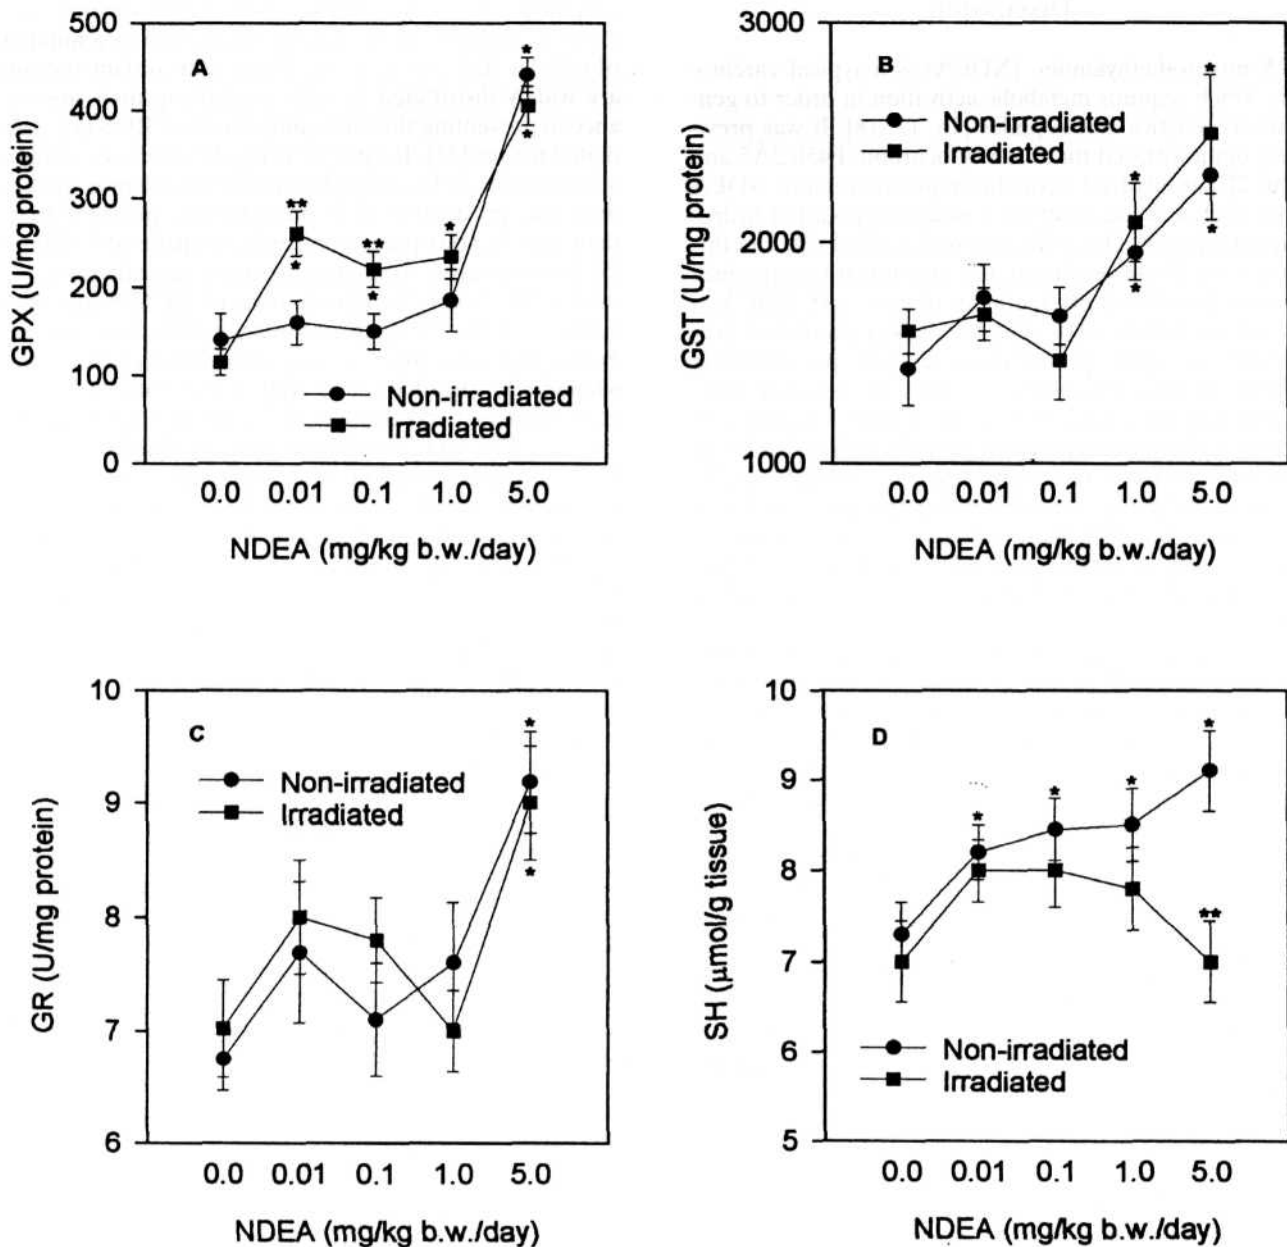 500
400
300
200
100
0
GPX (U/mg protein)
A
**
*
**
*
*
*
*
Non-irradiated
Irradiated
0.0 0.01 0.1 1.0 5.0
NDEA (mg/kg b.w./day)
3000
2000
1000
GST (U/mg protein)
B
Non-irradiated
Irradiated
*
*
*
*
0.0 0.01 0.1 1.0 5.0
NDEA (mg/kg b.w./day)
10
9
8
7
6
GR (U/mg protein)
C
Non-irradiated
Irradiated
*
*
0.0 0.01 0.1 1.0 5.0
NDEA (mg/kg b.w./day)
10
9
8
7
6
5
SH (μmol/g tissue)
D
*
*
*
*
**
Non-irradiated
Irradiated
0.0 0.01 0.1 1.0 5.0
NDEA (mg/kg b.w./day)